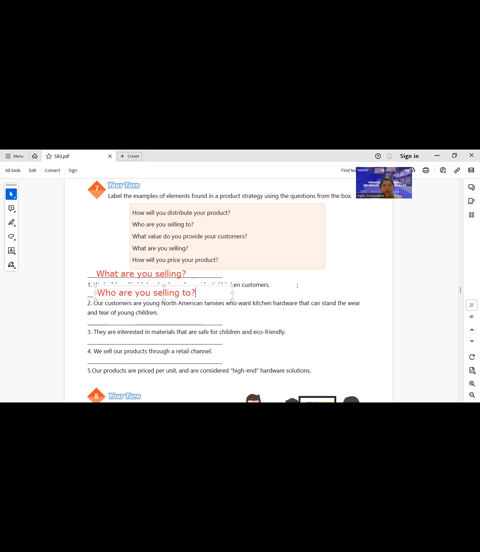 Menu
SB3.pdf
Create
Sign in
All tools
Edit
Convert
Sign
7.
Your Turn
Label the examples of elements found in a product strategy using the questions from the box.
How will you distribute your product?
Who are you selling to?
What value do you provide your customers?
What are you selling?
How will you price your product?
What are you selling?
1.
customers.
Who are you selling to?
2. Our customers are young North American families who want kitchen hardware that can stand the wear
and tear of young children.
3. They are interested in materials that are safe for children and eco-friendly.
4. We sell our products through a retail channel.
5.Our products are priced per unit, and are considered "high-end" hardware solutions.
8.
Your Turn